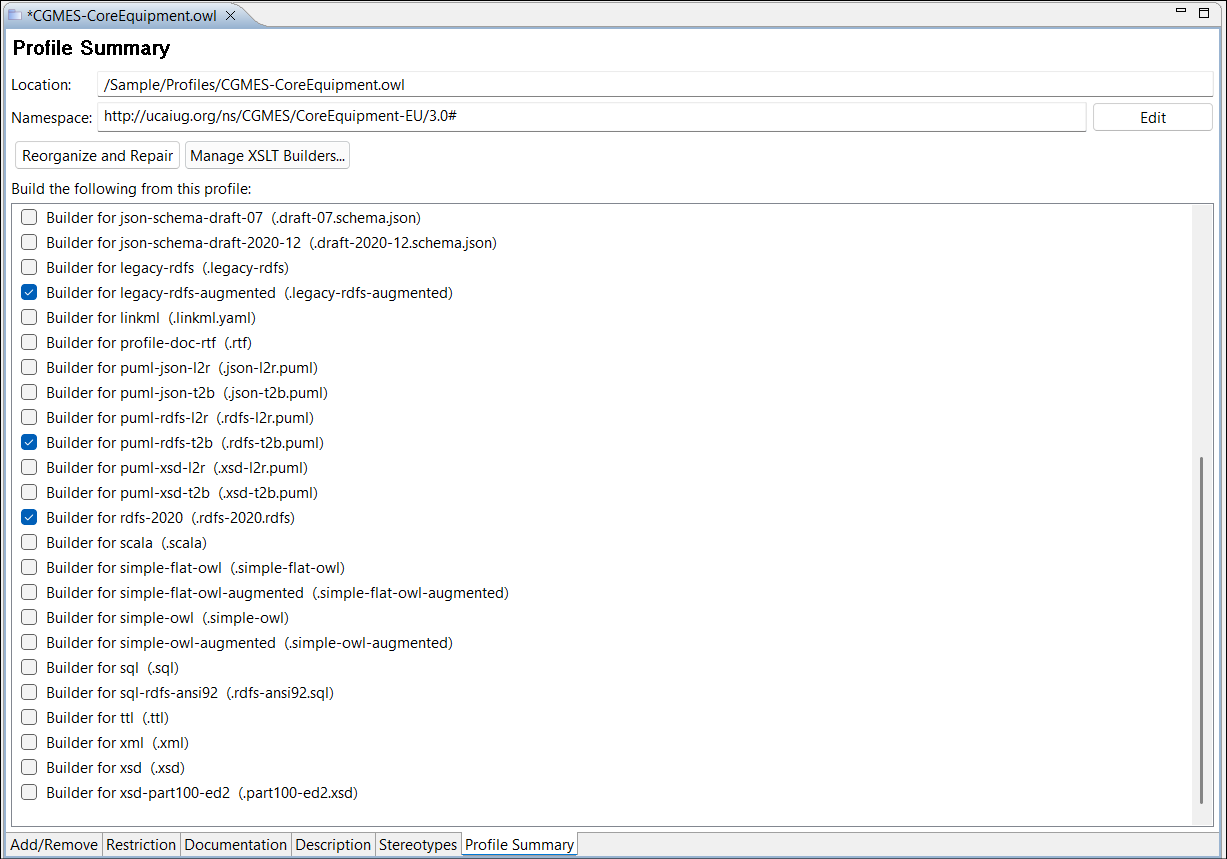 *CGMES-CoreEquipment.owl
Profile Summary
Location: /Sample/Profiles/CGMES-CoreEquipment.owl
Namespace: http://ucaiug.org/ns/CGMES/CoreEquipment-EU/3.0# Edit
Reorganize and Repair Manage XSLT Builders...
Build the following from this profile:
Builder for json-schema-draft-07 (.draft-07.schema.json)
Builder for json-schema-draft-2020-12 (.draft-2020-12.schema.json)
Builder for legacy-rdfs (.legacy-rdfs)
Builder for legacy-rdfs-augmented (.legacy-rdfs-augmented)
Builder for linkml (.linkml.yaml)
Builder for profile-doc-rtf (.rtf)
Builder for puml-json-l2r (.json-l2r.puml)
Builder for puml-json-t2b (.json-t2b.puml)
Builder for puml-rdfs-l2r (.rdfs-l2r.puml)
Builder for puml-rdfs-t2b (.rdfs-t2b.puml)
Builder for puml-xsd-l2r (.xsd-l2r.puml)
Builder for puml-xsd-t2b (.xsd-t2b.puml)
Builder for rdfs-2020 (.rdfs-2020.rdfs)
Builder for scala (.scala)
Builder for simple-flat-owl (.simple-flat-owl)
Builder for simple-flat-owl-augmented (.simple-flat-owl-augmented)
Builder for simple-owl (.simple-owl)
Builder for simple-owl-augmented (.simple-owl-augmented)
Builder for sql (.sql)
Builder for sql-rdfs-ansi92 (.rdfs-ansi92.sql)
Builder for ttl (.ttl)
Builder for xml (.xml)
Builder for xsd (.xsd)
Builder for xsd-part100-ed2 (.part100-ed2.xsd)
Add/Remove Restriction Documentation Description Stereotypes Profile Summary